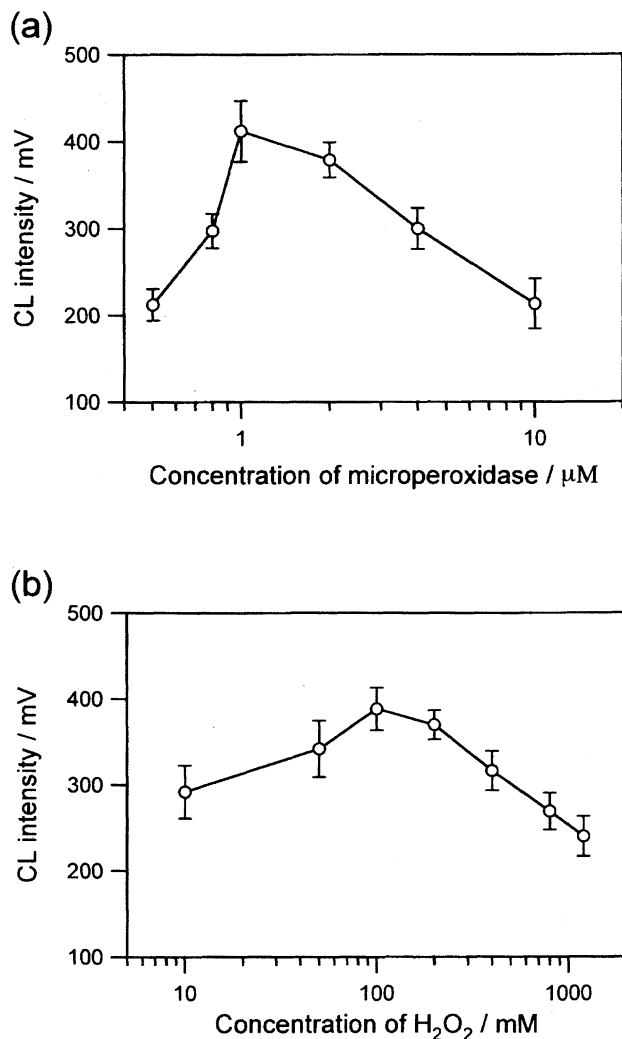 (a)
500
400
300
200
100
CL intensity / mV
1 10
Concentration of microperoxidase / μM
(b)
500
400
300
200
100
CL intensity / mV
10 100 1000
Concentration of H₂O₂ / mM